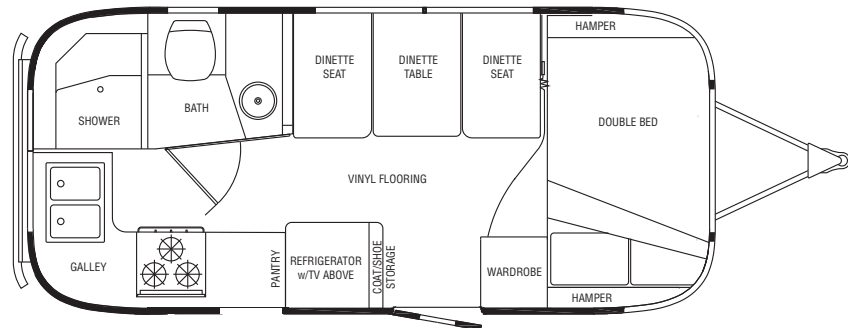 HAMPER
DINETTE
SEAT
DINETTE
TABLE
DINETTE
SEAT
BATH
SHOWER
DOUBLE BED
VINYL FLOORING
GALLEY
PANTRY
REFRIGERATOR
w/TV ABOVE
COAT/SHOE
STORAGE
WARDROBE
HAMPER